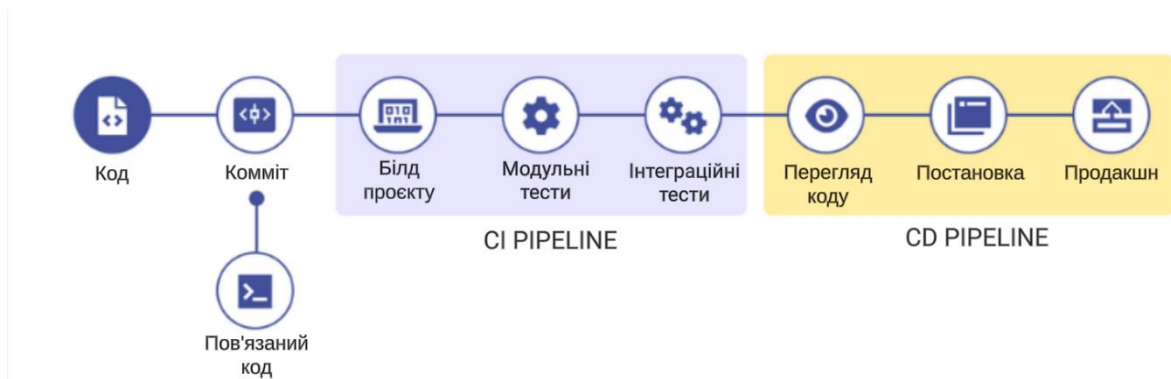 Код
Комміт
Білд
проєкту
Модульні
тести
Інтеграційні
тести
Перегляд
коду
Постановка
Продакшн
CI PIPELINE
CD PIPELINE
Пов'язаний
код